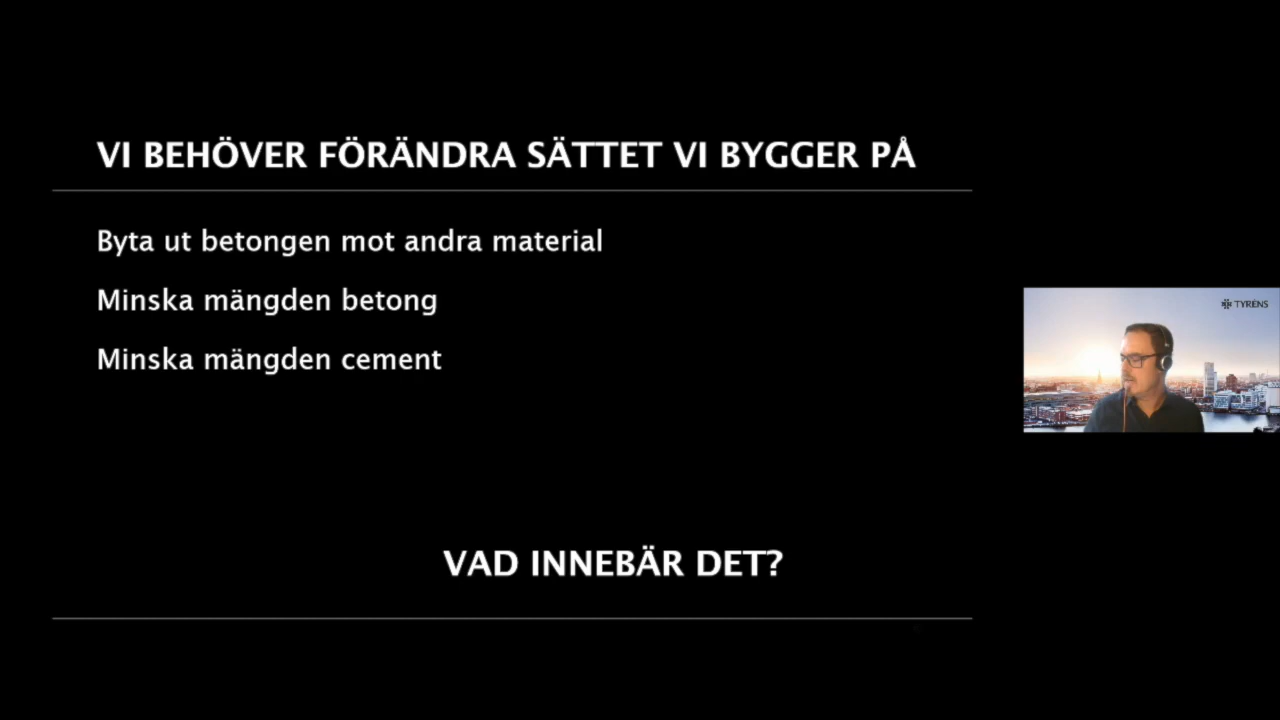 VI BEHÖVER FÖRÄNDRA SÄTTET VI BYGGER PÅ
Byta ut betongen mot andra material
Minska mängden betong
Minska mängden cement
VAD INNEBÄR DET?
TYRÉNS